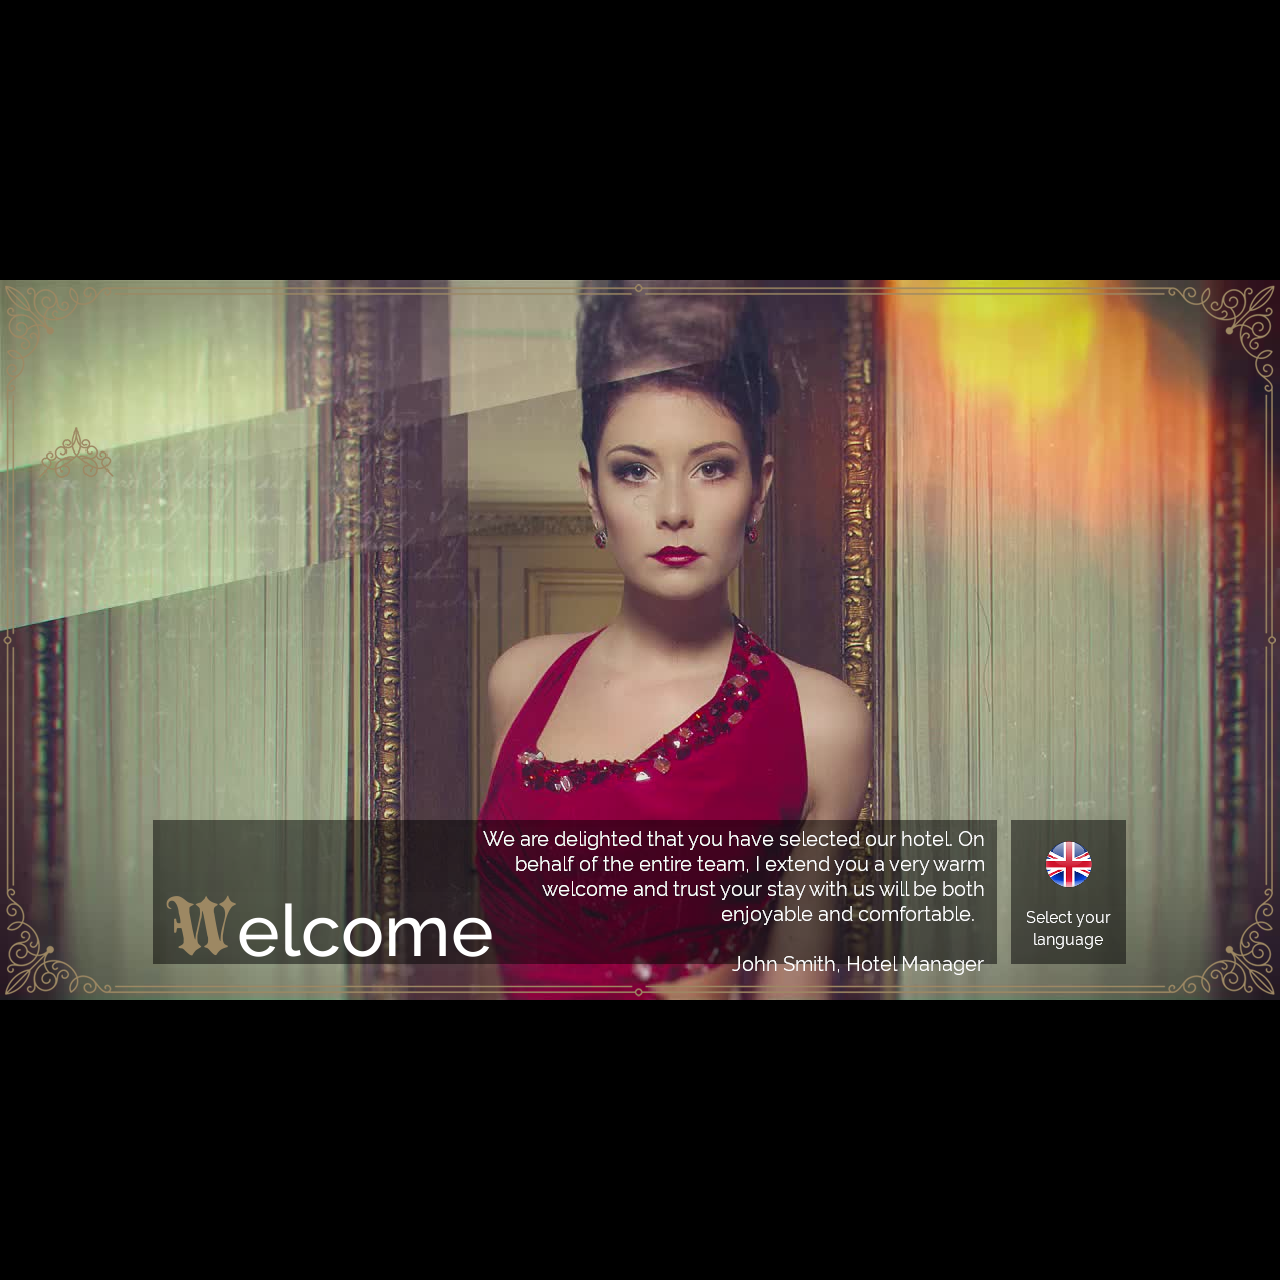 We are delighted that you have selected our hotel. On
behalf of the entire team, I extend you a very warm
welcome and trust your stay with us will be both
enjoyable and comfortable.
Welcome
John Smith, Hotel Manager
Select your
language